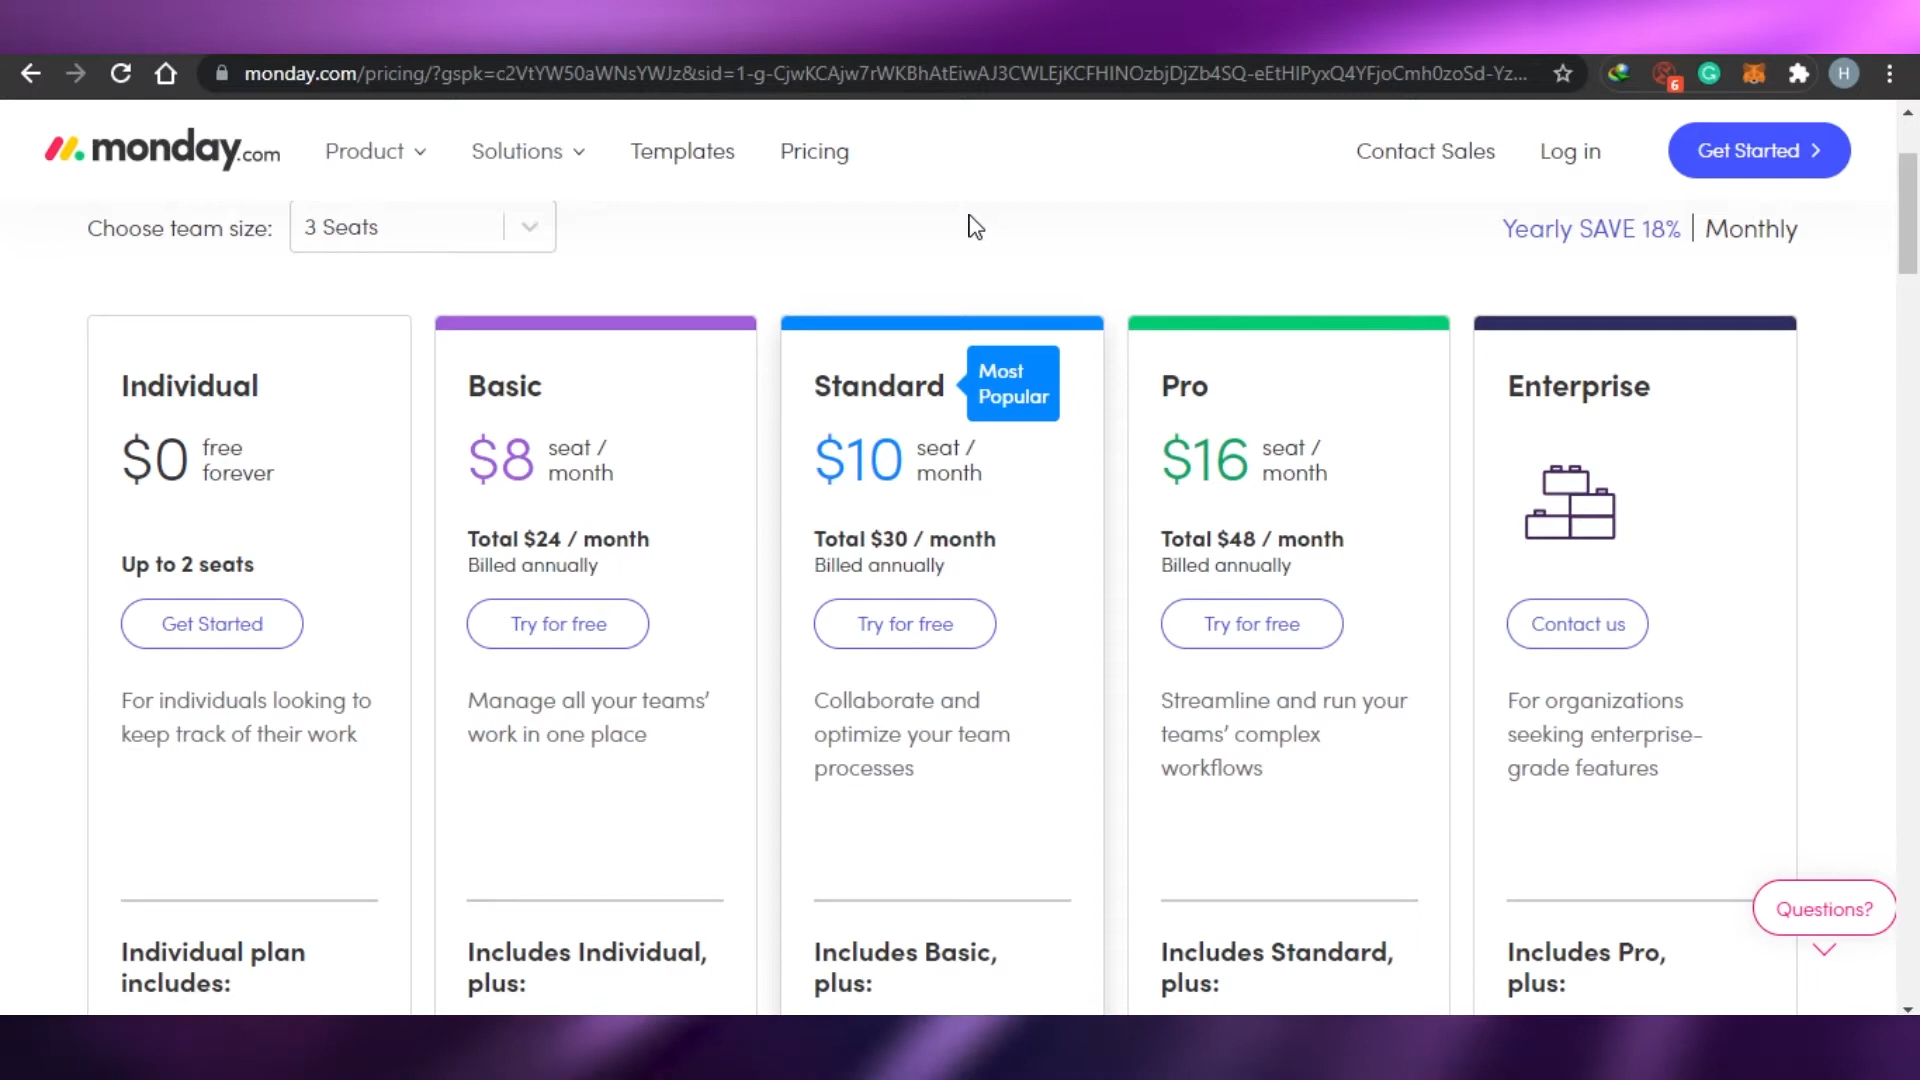 monday.com/pricing/?gspk=c2VtYW50aWNsYWJz&sid=1-g-CjwKCAjw7rWKBhAtEiwAJ3CWLEjKCFHINOzbjDjZb4SQ-eEtHIPyxQ4YFjoCmh0zoSd-Yz...
6
G
H
monday.com
Product
Solutions
Templates
Pricing
Contact Sales
Log in
Get Started
Choose team size:
3 Seats
Yearly SAVE 18% | Monthly
Individual
$0 free
forever
Up to 2 seats
Get Started
For individuals looking to
keep track of their work
Individual plan
includes:
Basic
$8 seat /
month
Total $24 / month
Billed annually
Try for free
Manage all your teams’
work in one place
Includes Individual,
plus:
Standard
Most
Popular
$10 seat /
month
Total $30 / month
Billed annually
Try for free
Collaborate and
optimize your team
processes
Includes Basic,
plus:
Pro
$16 seat /
month
Total $48 / month
Billed annually
Try for free
Streamline and run your
teams’ complex
workflows
Includes Standard,
plus:
Enterprise
Contact us
For organizations
seeking enterprise-
grade features
Includes Pro,
plus:
Questions?